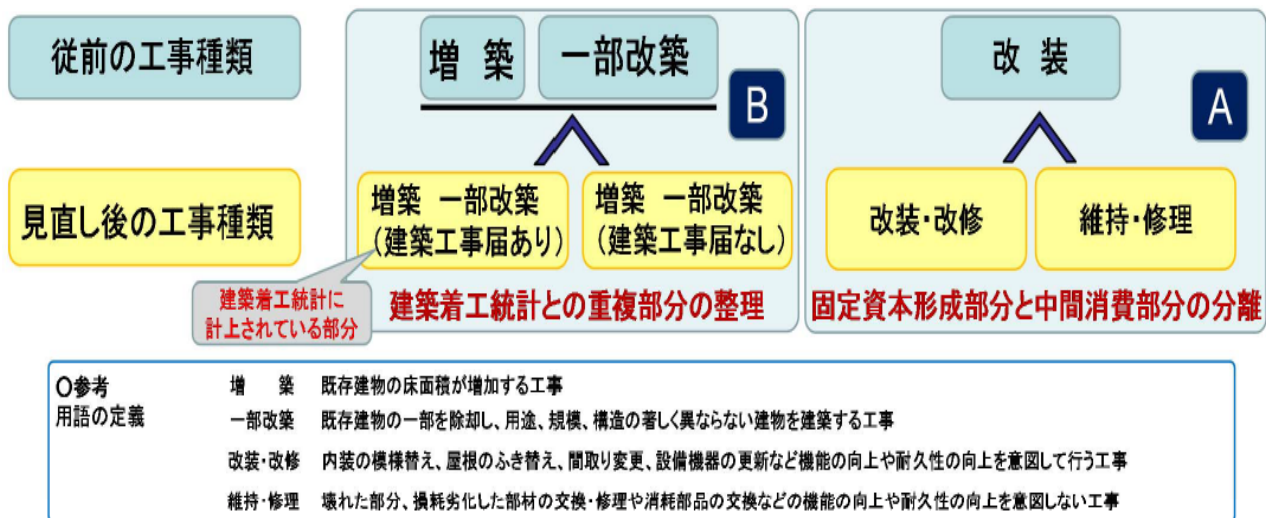 従前の工事種類
増 築 一部改築
B
改 装
A
見直し後の工事種類
増築 一部改築
(建築工事届あり)
増築 一部改築
(建築工事届なし)
改装・改修
維持・修理
建築着工統計に
計上されている部分
建築着工統計との重複部分の整理
固定資本形成部分と中間消費部分の分離
〇参考
用語の定義
増 築 既存建物の床面積が増加する工事
一部改築 既存建物の一部を除却し、用途、規模、構造の著しく異ならない建物を建築する工事
改装・改修 内装の模様替え、屋根のふき替え、間取り変更、設備機器の更新など機能の向上や耐久性の向上を意図して行う工事
維持・修理 壊れた部分、損耗劣化した部材の交換・修理や消耗部品の交換などの機能の向上や耐久性の向上を意図しない工事